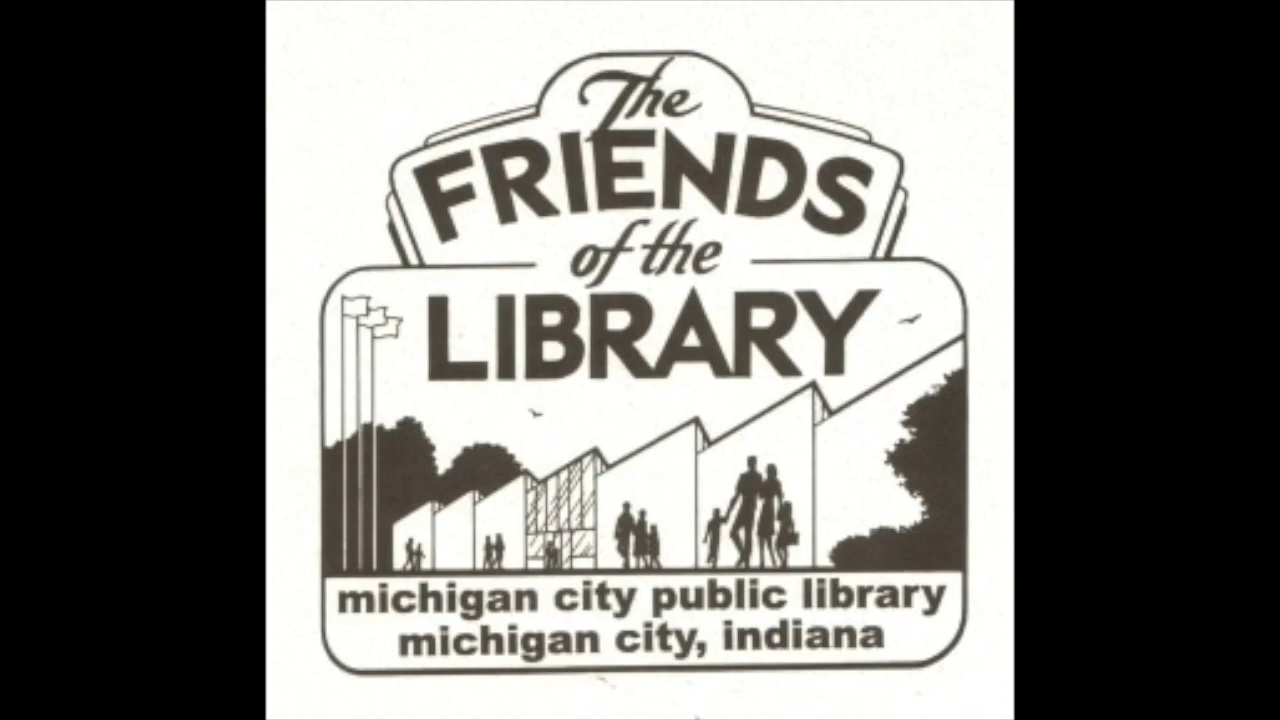 The
FRIENDS
of the
LIBRARY
michigan city public library
michigan city, indiana